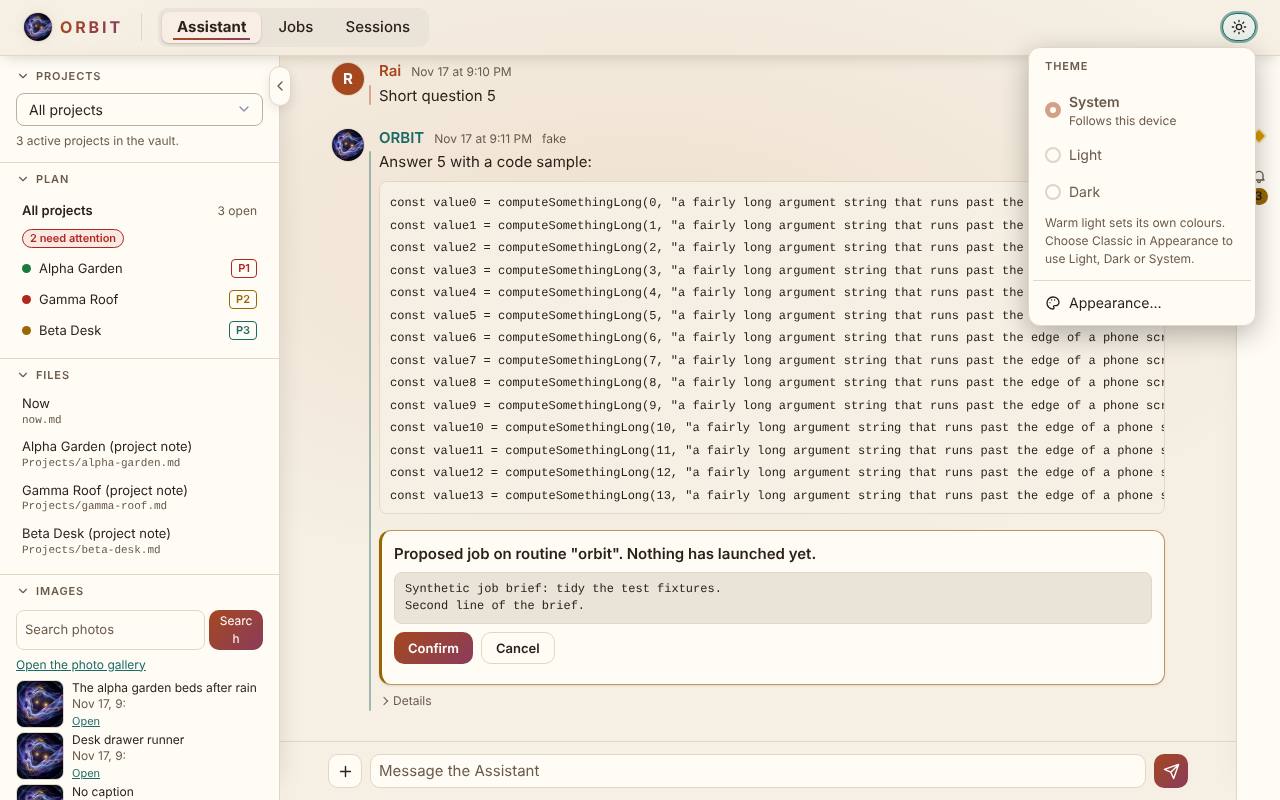 ORBIT
Assistant
Jobs
Sessions
PROJECTS
All projects
3 active projects in the vault.
PLAN
All projects
3 open
2 need attention
Alpha Garden
P1
Gamma Roof
P2
Beta Desk
P3
FILES
Now
now.md
Alpha Garden (project note)
Projects/alpha-garden.md
Gamma Roof (project note)
Projects/gamma-roof.md
Beta Desk (project note)
Projects/beta-desk.md
IMAGES
Search photos
Searc
h
Open the photo gallery
The alpha garden beds after rain
Nov 17, 9:
Open
Desk drawer runner
Nov 17, 9:
Open
No caption
R
Rai Nov 17 at 9:10 PM
Short question 5
ORBIT Nov 17 at 9:11 PM fake
Answer 5 with a code sample:
const value0 = computeSomethingLong(0, "a fairly long argument string that runs past the
const value1 = computeSomethingLong(1, "a fairly long argument string that runs past the
const value2 = computeSomethingLong(2, "a fairly long argument string that runs past the
const value3 = computeSomethingLong(3, "a fairly long argument string that runs past the
const value4 = computeSomethingLong(4, "a fairly long argument string that runs past the
const value5 = computeSomethingLong(5, "a fairly long argument string that runs past the
const value6 = computeSomethingLong(6, "a fairly long argument string that runs past the edge of a phone scr
const value7 = computeSomethingLong(7, "a fairly long argument string that runs past the edge of a phone scr
const value8 = computeSomethingLong(8, "a fairly long argument string that runs past the edge of a phone scr
const value9 = computeSomethingLong(9, "a fairly long argument string that runs past the edge of a phone scr
const value10 = computeSomethingLong(10, "a fairly long argument string that runs past the edge of a phone s
const value11 = computeSomethingLong(11, "a fairly long argument string that runs past the edge of a phone s
const value12 = computeSomethingLong(12, "a fairly long argument string that runs past the edge of a phone s
const value13 = computeSomethingLong(13, "a fairly long argument string that runs past the edge of a phone s
Proposed job on routine "orbit". Nothing has launched yet.
Synthetic job brief: tidy the test fixtures.
Second line of the brief.
Confirm
Cancel
Details
Message the Assistant
THEME
System
Follows this device
Light
Dark
Warm light sets its own colours.
Choose Classic in Appearance to
use Light, Dark or System.
Appearance…
3